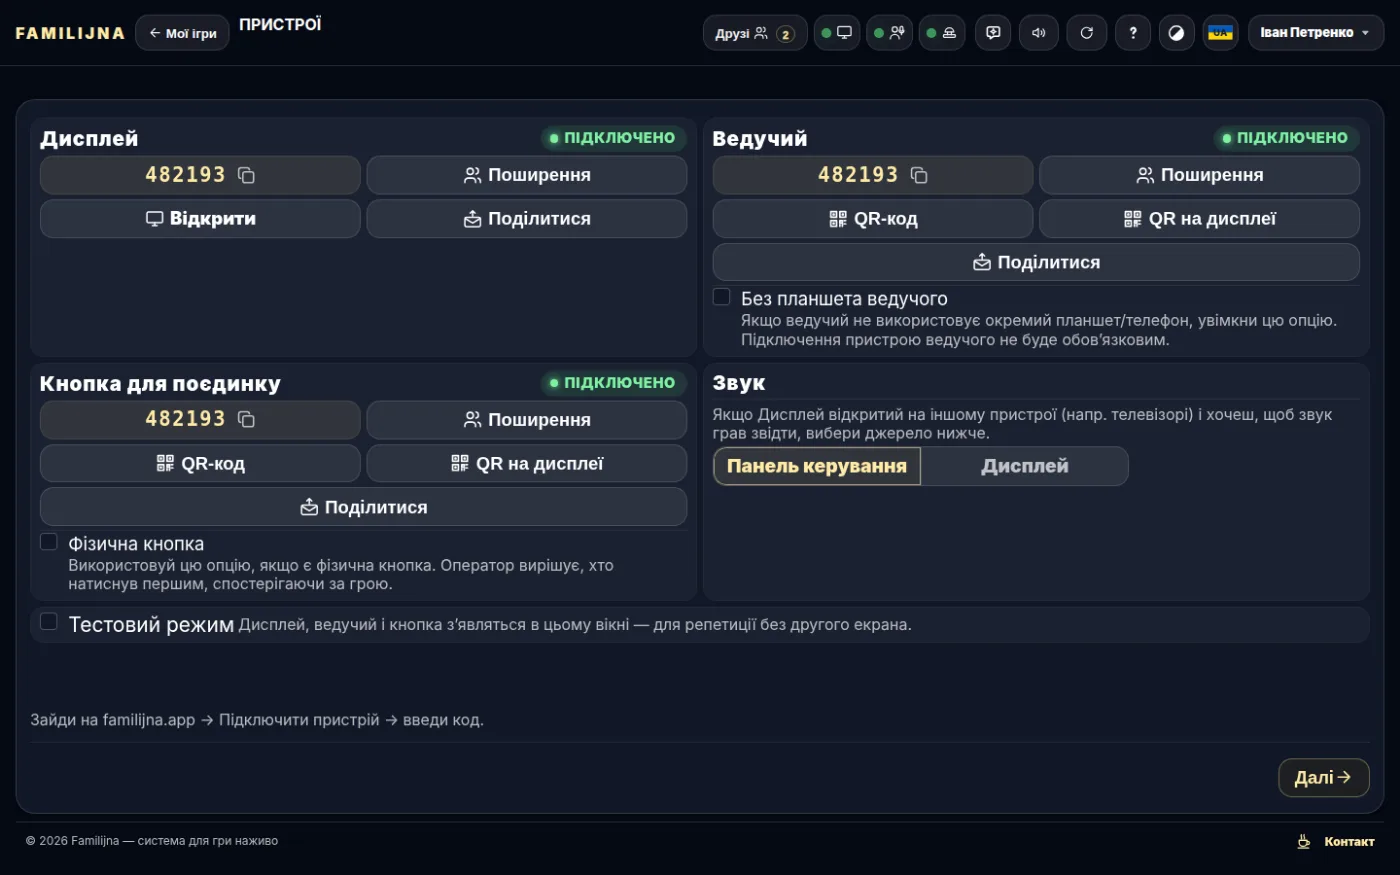 FAMILIJNA
← Мої ігри
ПРИСТРОЇ
Друзі 2
?
UA
Іван Петренко
Дисплей
ПІДКЛЮЧЕНО
482193
Поширення
Відкрити
Поділитися
Ведучий
ПІДКЛЮЧЕНО
482193
Поширення
QR-код
QR на дисплеї
Поділитися
Без планшета ведучого
Якщо ведучий не використовує окремий планшет/телефон, увімкни цю опцію.
Підключення пристрою ведучого не буде обов’язковим.
Кнопка для поєдинку
ПІДКЛЮЧЕНО
482193
Поширення
QR-код
QR на дисплеї
Поділитися
Фізична кнопка
Використовуй цю опцію, якщо є фізична кнопка. Оператор вирішує, хто
натиснув першим, спостерігаючи за грою.
Звук
Якщо Дисплей відкритий на іншому пристрої (напр. телевізорі) і хочеш, щоб звук
грав звідти, вибери джерело нижче.
Панель керування
Дисплей
Тестовий режим Дисплей, ведучий і кнопка з’являться в цьому вікні — для репетиції без другого екрана.
Зайди на familijna.app → Підключити пристрій → введи код.
Далі →
© 2026 Familijna — система для гри наживо
Контакт